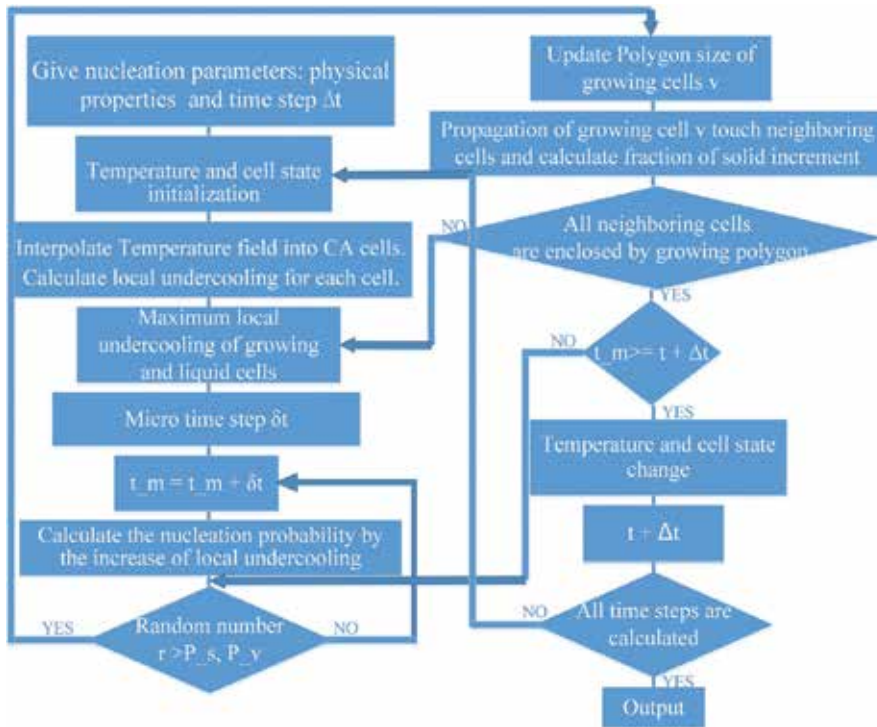 Give nucleation parameters: physical
properties and time step Δt
Temperature and cell state
initialization
Interpolate Temperature field into CA cells.
Calculate local undercooling for each cell.
Maximum local
undercooling of growing
and liquid cells
Micro time step δt
t_m = t_m + δt
Calculate the nucleation probability by
the increase of local undercooling
YES
Random number
r >P_s, P_v
NO
Update Polygon size of
growing cells v
Propagation of growing cell v touch neighboring
cells and calculate fraction of solid increment
NO
All neighboring cells
are enclosed by growing polygon
YES
NO
t_m>= t + Δt
YES
Temperature and cell state
change
t + Δt
NO
All time steps are
calculated
YES
Output